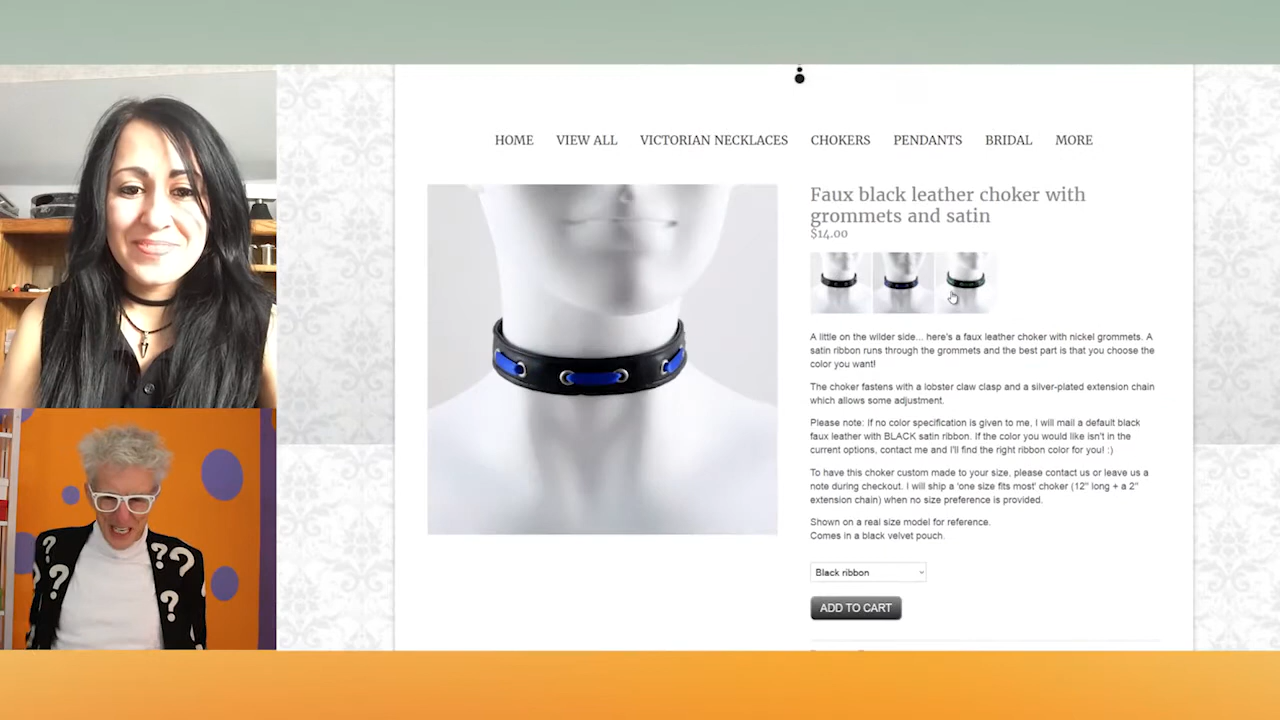 HOME VIEW ALL VICTORIAN NECKLACES CHOKERS PENDANTS BRIDAL MORE
Faux black leather choker with
grommets and satin
$14.00
A little on the wilder side... here's a faux leather choker with nickel grommets. A
satin ribbon runs through the grommets and the best part is that you choose the
color you want!
The choker fastens with a lobster claw clasp and a silver-plated extension chain
which allows some adjustment.
Please note: If no color specification is given to me, I will mail a default black
faux leather with BLACK satin ribbon. If the color you would like isn't in the
current options, contact me and I'll find the right ribbon color for you! :)
To have this choker custom made to your size, please contact us or leave us a
note during checkout. I will ship a 'one size fits most' choker (12" long + a 2"
extension chain) when no size preference is provided.
Shown on a real size model for reference.
Comes in a black velvet pouch.
Black ribbon
ADD TO CART
? ?
? ?